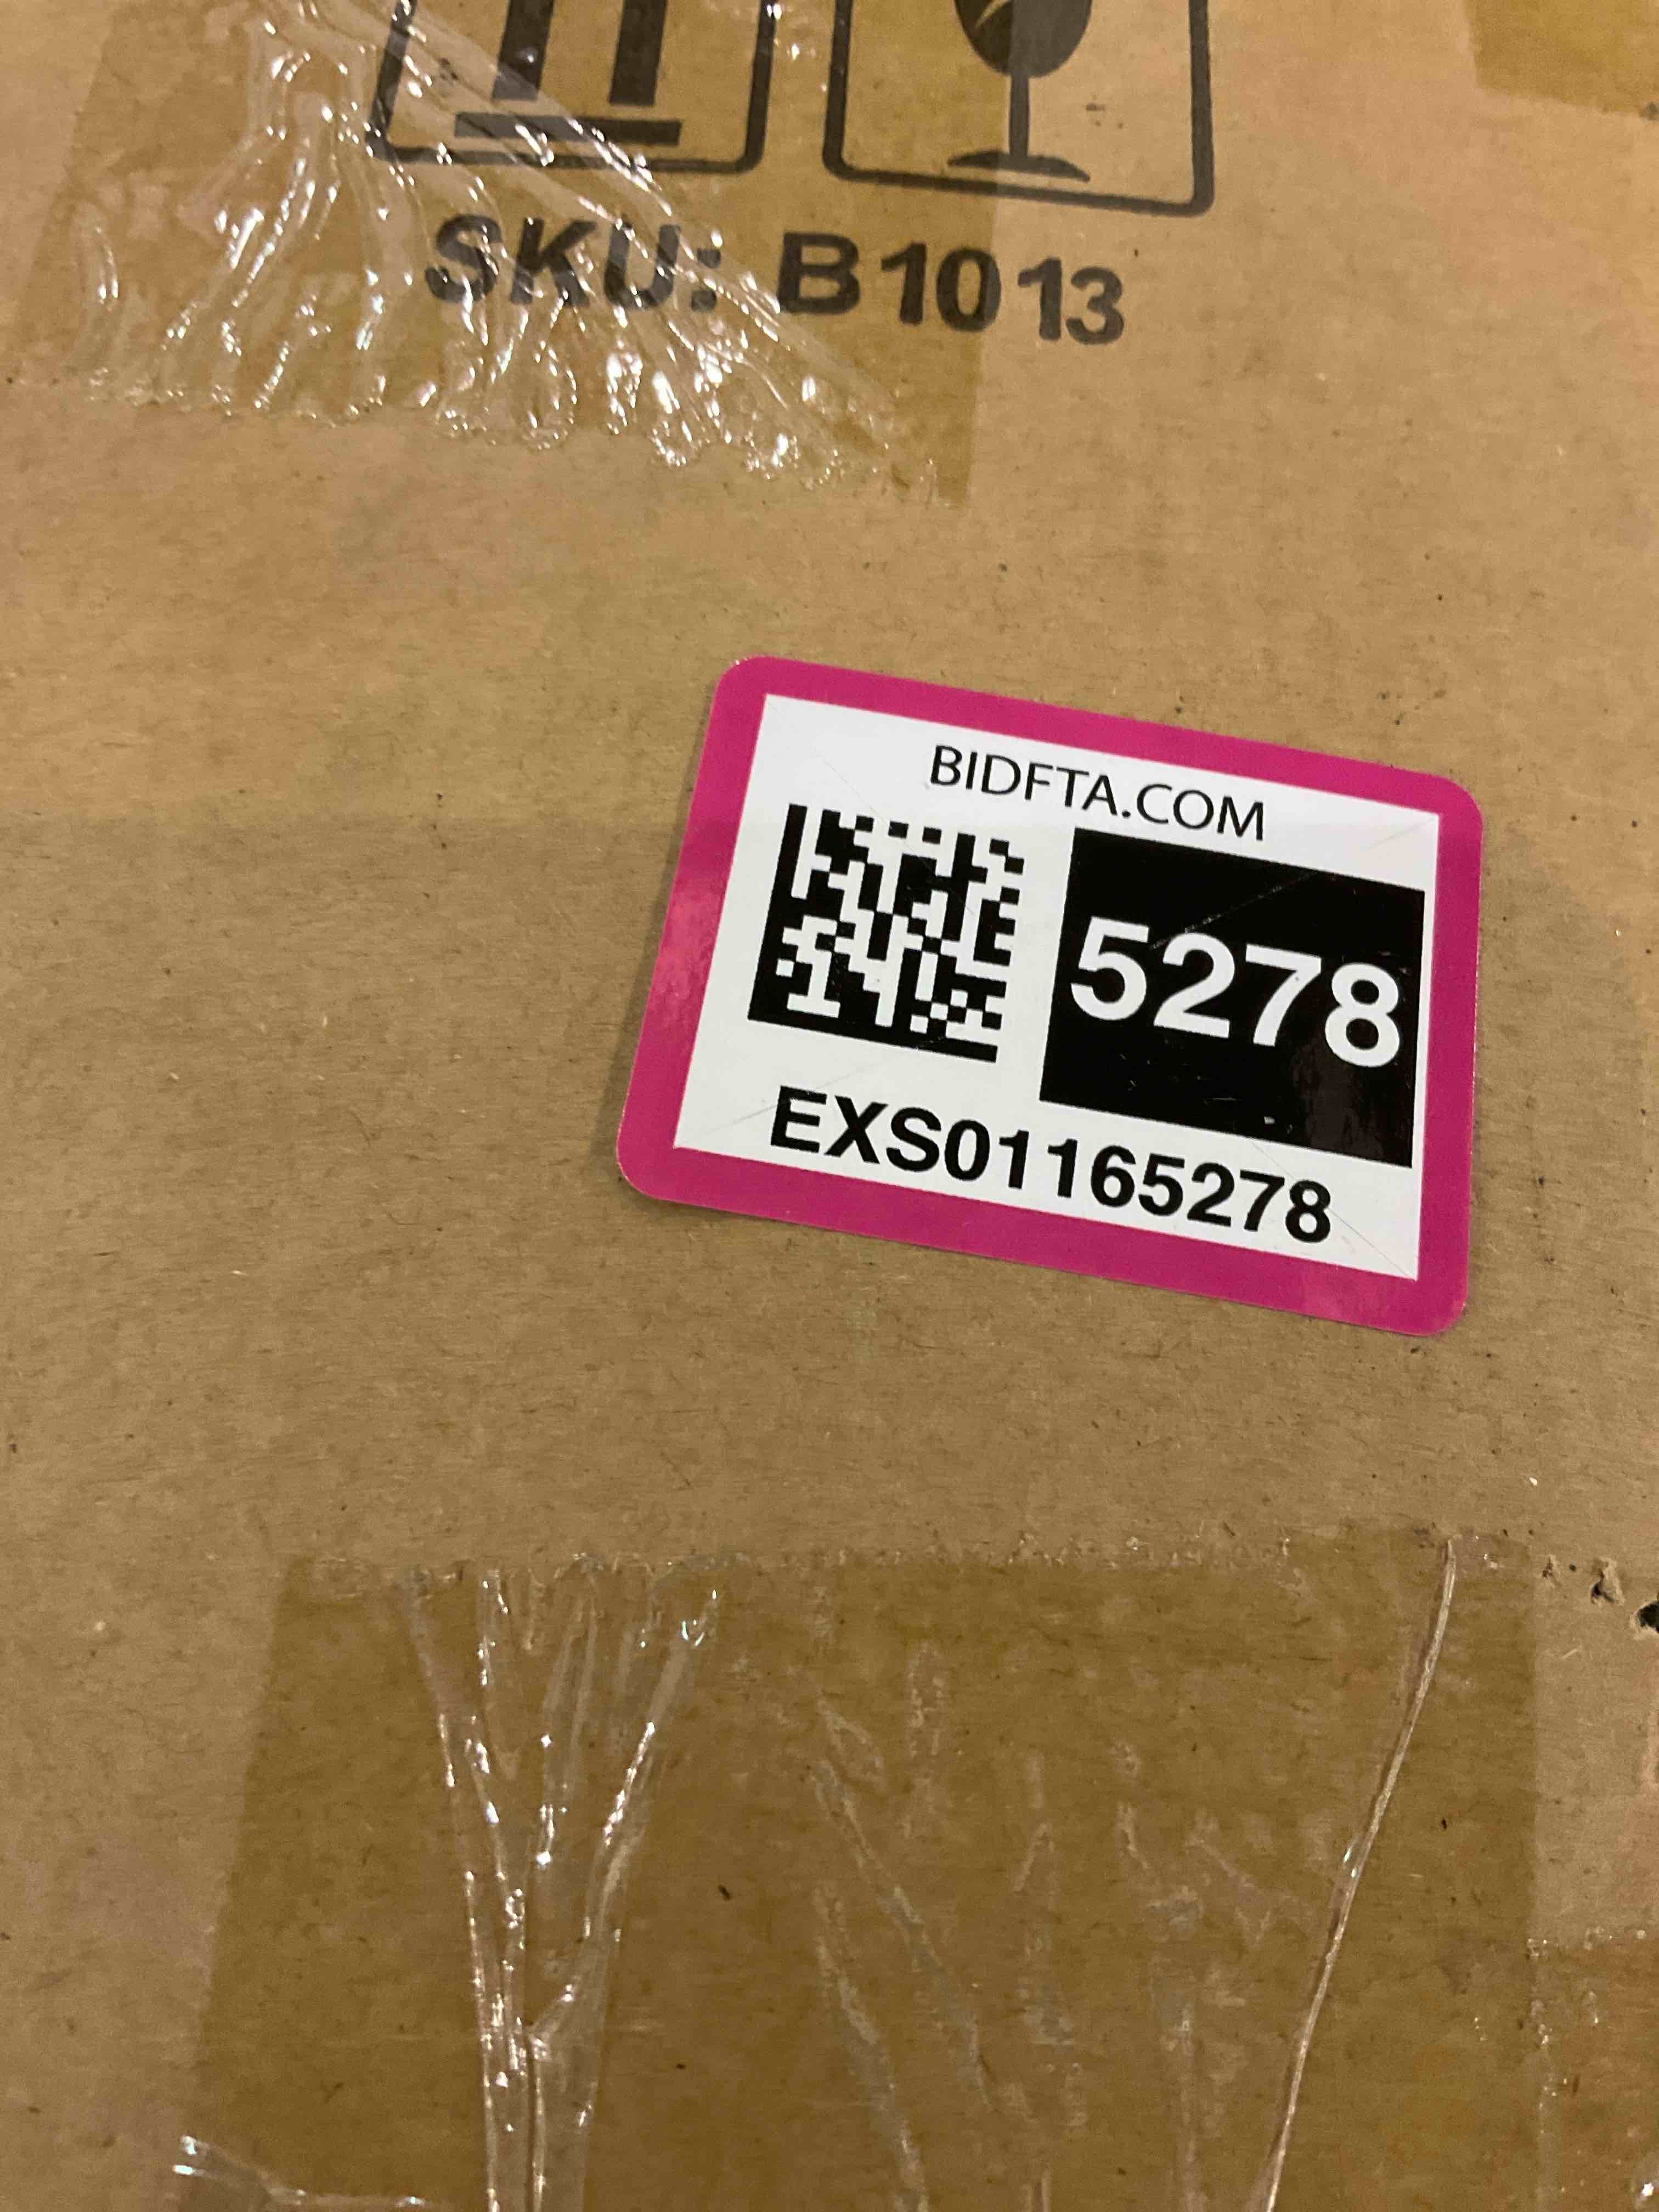 SKU: B1013
BIDFTA.COM
5278
EXS01165278